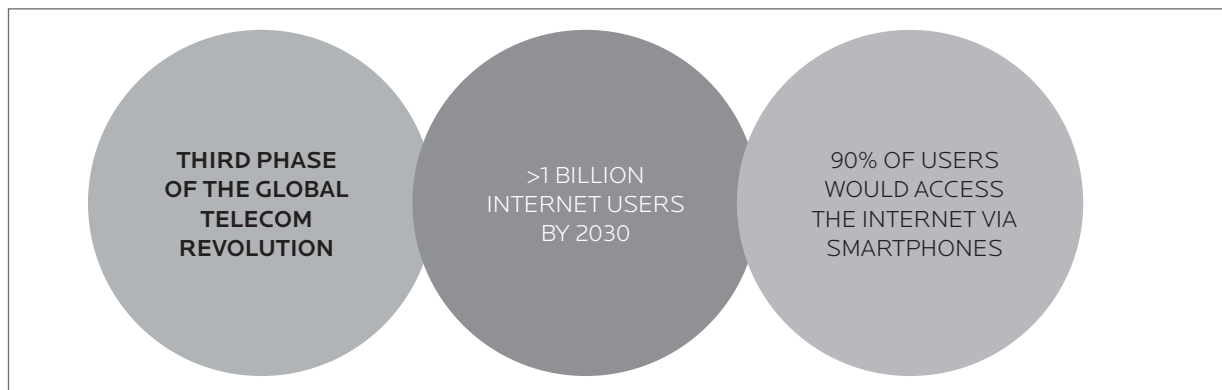 THIRD PHASE
OF THE GLOBAL
TELECOM
REVOLUTION
>1 BILLION
INTERNET USERS
BY 2030
90% OF USERS
WOULD ACCESS
THE INTERNET VIA
SMARTPHONES